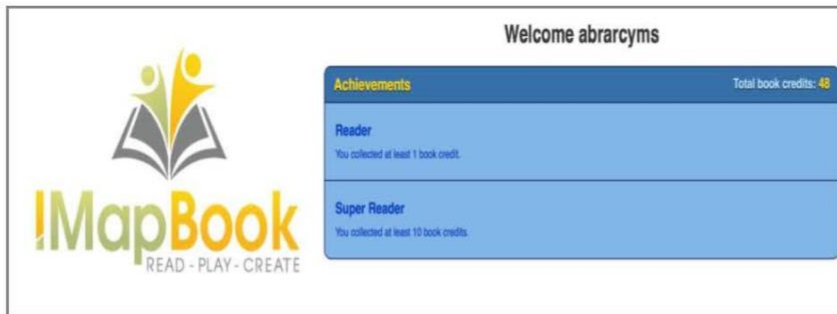 Welcome abrarcyms
Achievements Total book credits: 48
Reader
You collected at least 1 book credit.
Super Reader
You collected at least 10 book credits.
IMapBook
READ - PLAY - CREATE